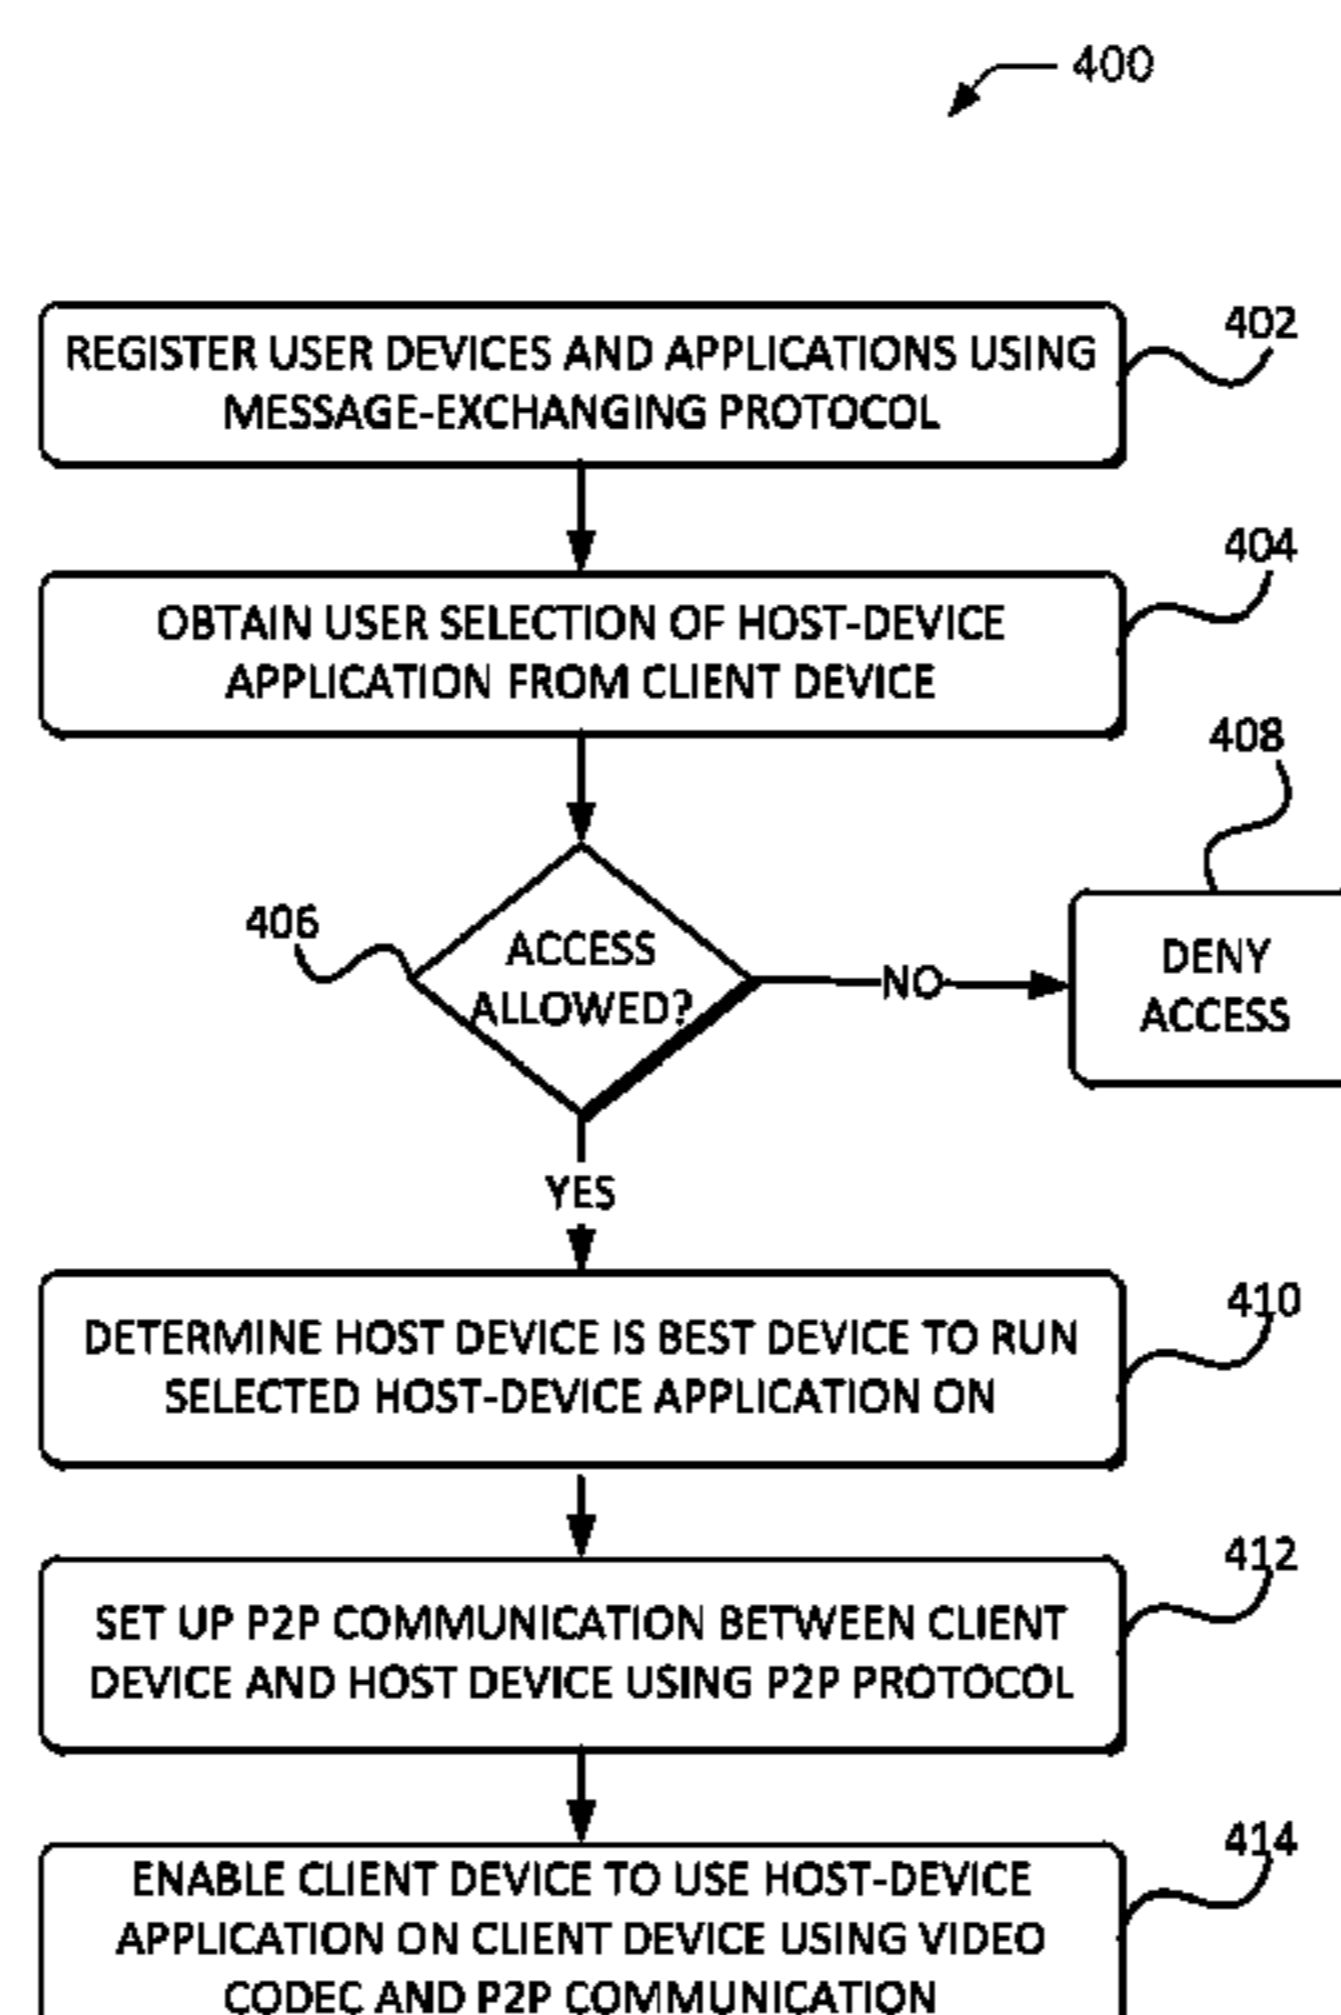 400
402
REGISTER USER DEVICES AND APPLICATIONS USING
MESSAGE-EXCHANGING PROTOCOL
404
OBTAIN USER SELECTION OF HOST-DEVICE
APPLICATION FROM CLIENT DEVICE
408
406
ACCESS
ALLOWED?
NO
DENY
ACCESS
YES
410
DETERMINE HOST DEVICE IS BEST DEVICE TO RUN
SELECTED HOST-DEVICE APPLICATION ON
412
SET UP P2P COMMUNICATION BETWEEN CLIENT
DEVICE AND HOST DEVICE USING P2P PROTOCOL
414
ENABLE CLIENT DEVICE TO USE HOST-DEVICE
APPLICATION ON CLIENT DEVICE USING VIDEO
CODEC AND P2P COMMUNICATION